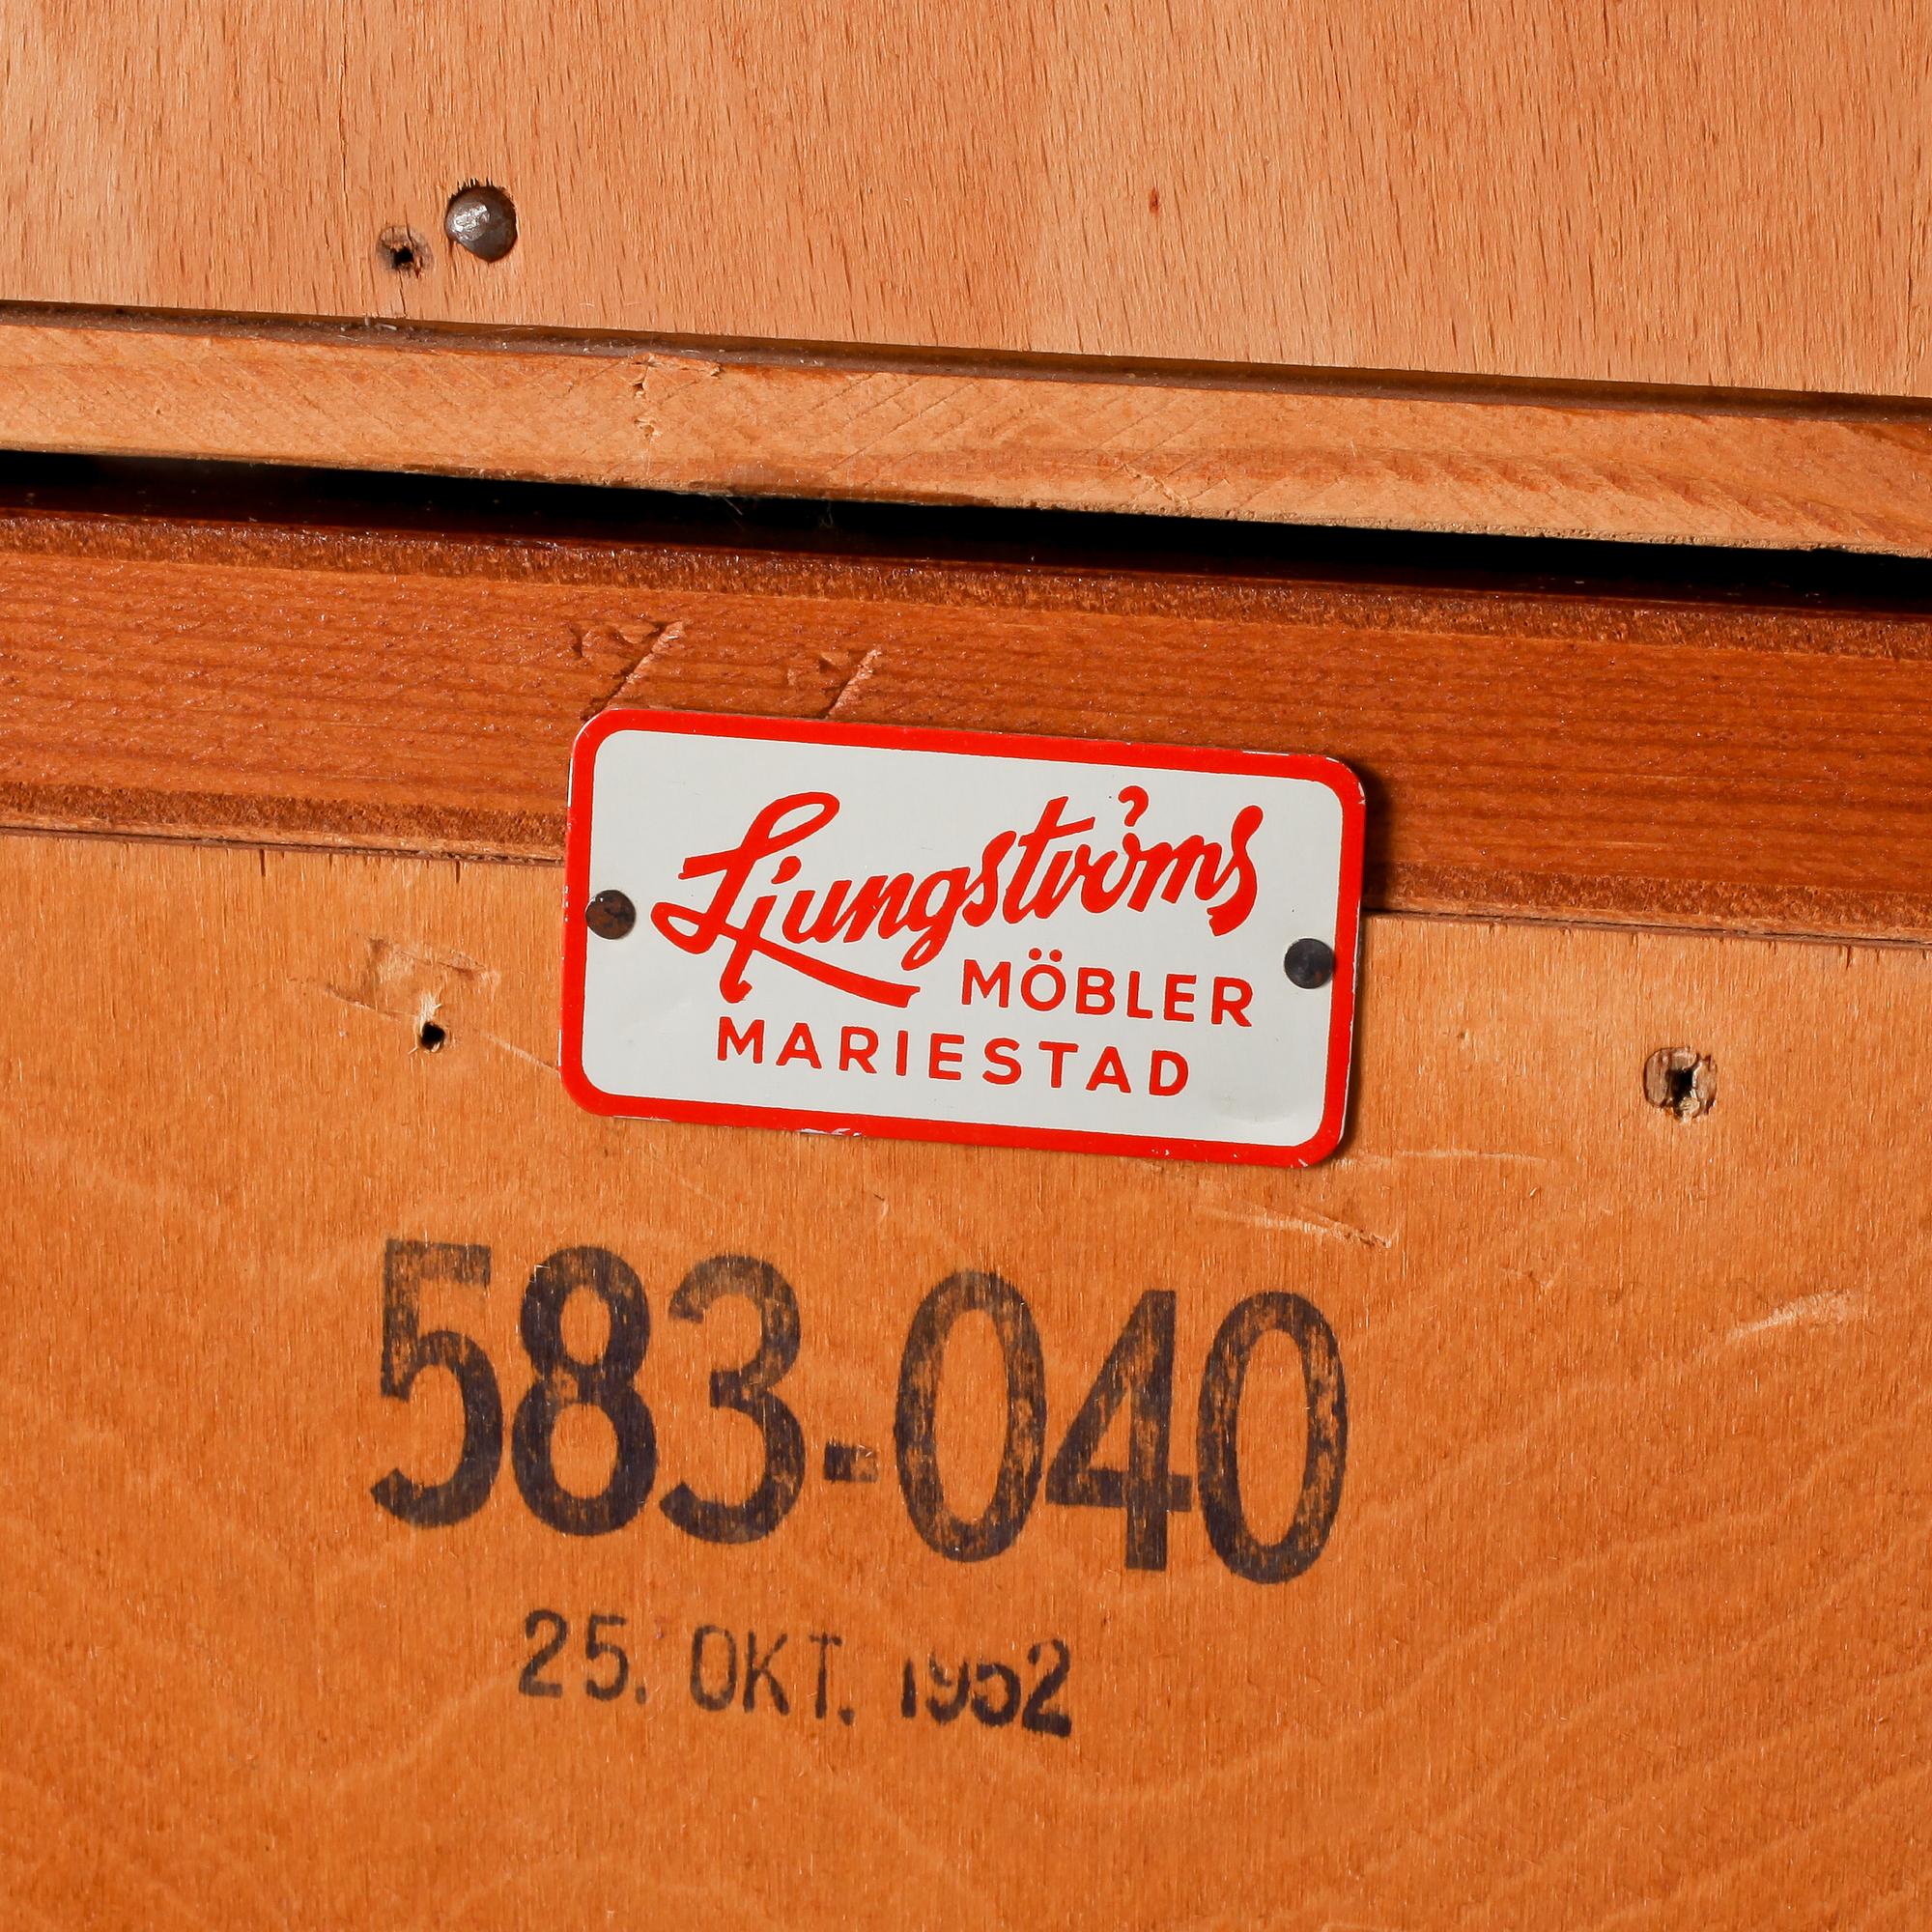 Ljungströms
MÖBLER
MARIESTAD
583-040
25. OKT. 1952